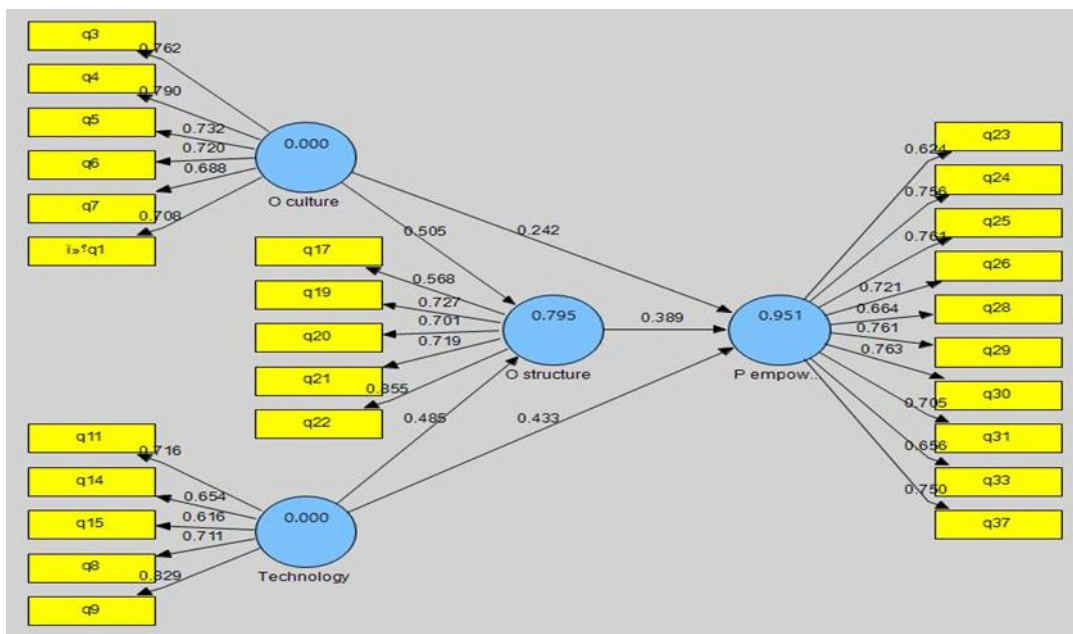 q3
0.762
q4
0.790
q5
0.732
q6
0.720
q7
0.688
ï»؟q1
0.708
0.000
O culture
0.505
0.242
q17
0.568
q19
0.727
q20
0.701
q21
0.719
q22
0.855
0.795
O structure
0.389
0.485
0.433
q11
0.716
q14
0.654
q15
0.616
q8
0.711
q9
0.829
0.000
Technology
0.951
P empow...
q23
0.624
q24
0.756
q25
0.761
q26
0.721
q28
0.664
q29
0.761
q30
0.763
q31
0.705
q33
0.656
q37
0.750